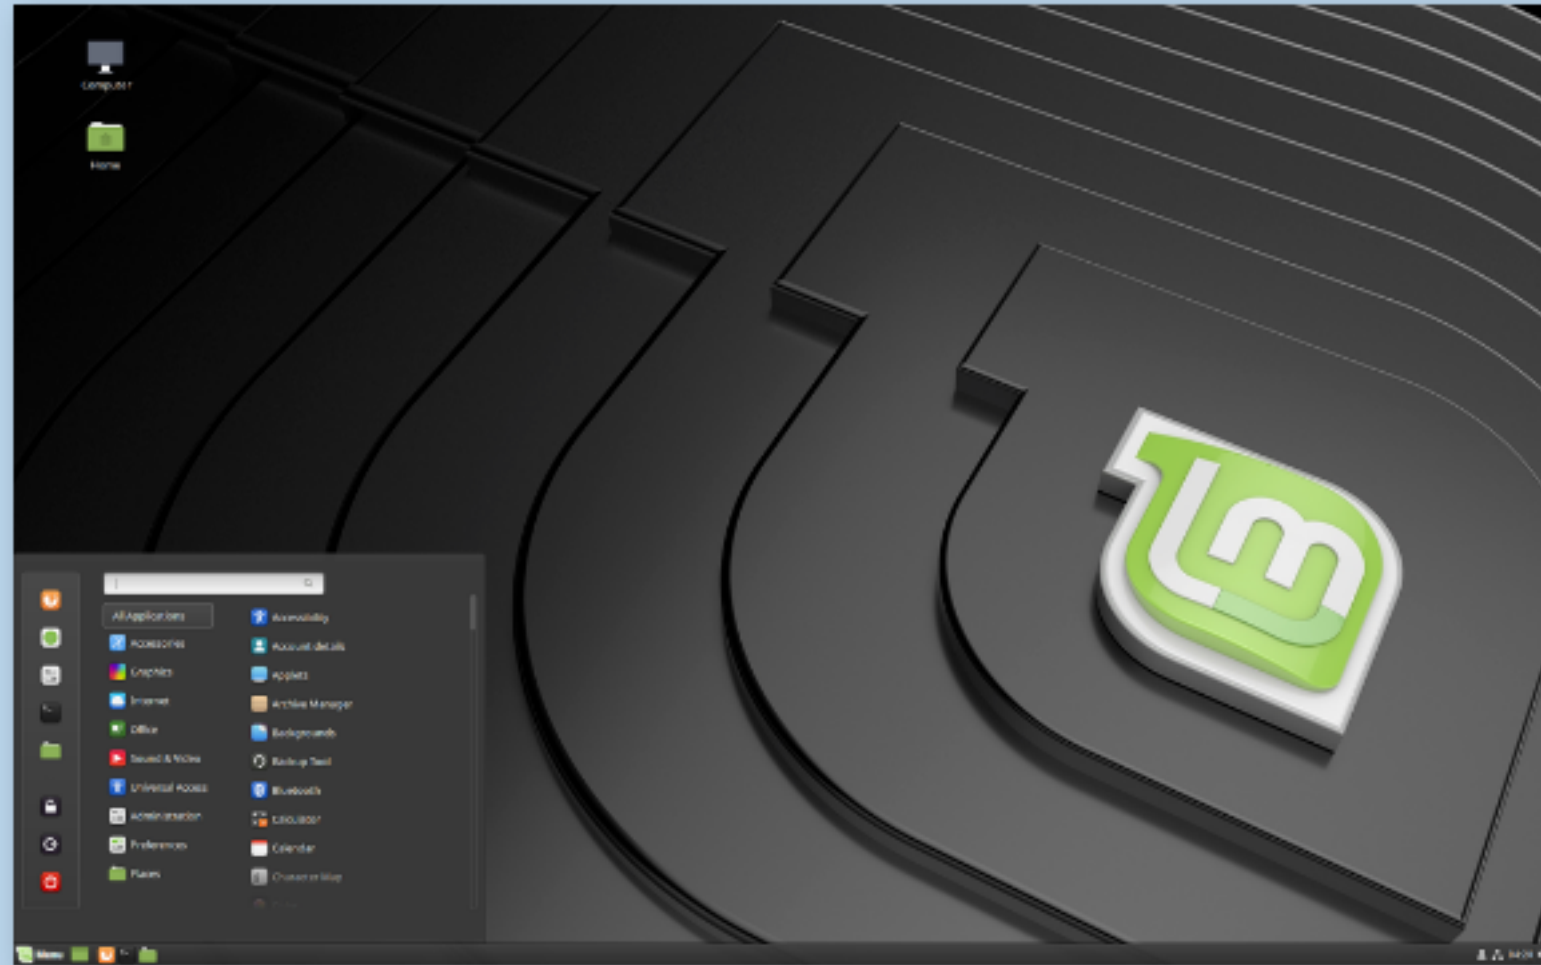 Computer
Home
All Applications
Accessories
Graphics
Internet
Office
Sound & Video
Universal Access
Administration
Preferences
Places
Accessibility
Account details
Applets
Archive Manager
Backgrounds
Backup Tool
Bluetooth
Calculator
Calendar
Character Map
Menu